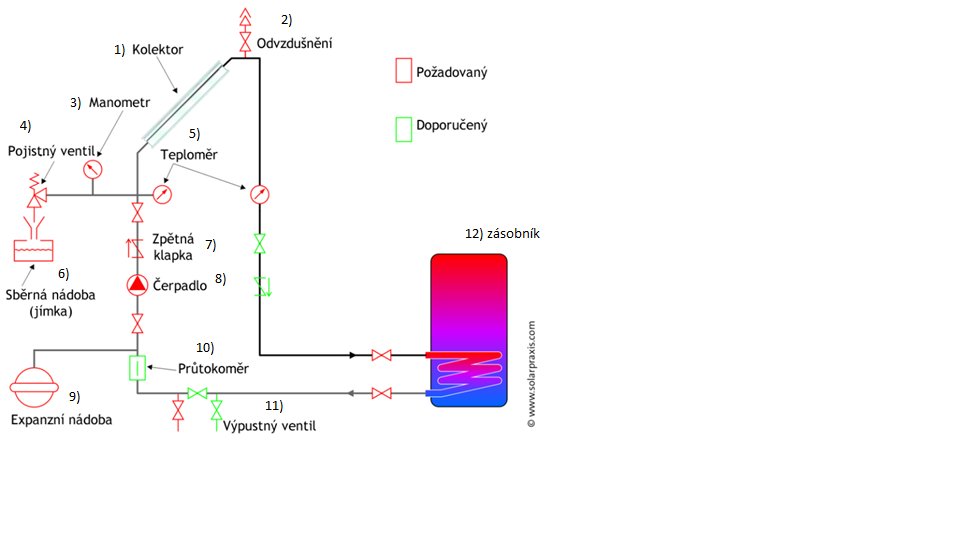 2)
Odvzdušnění
1) Kolektor
Požadovaný
3) Manometr
Doporučený
4)
5)
Pojistný ventil
Teploměr
12) zásobník
Zpětná
klapka
7)
6)
8)
Čerpadlo
Sběrná nádoba
(jímka)
10)
Průtokoměr
9)
11)
Expanzní nádoba
Výpustný ventil
© www.solarpraxis.com